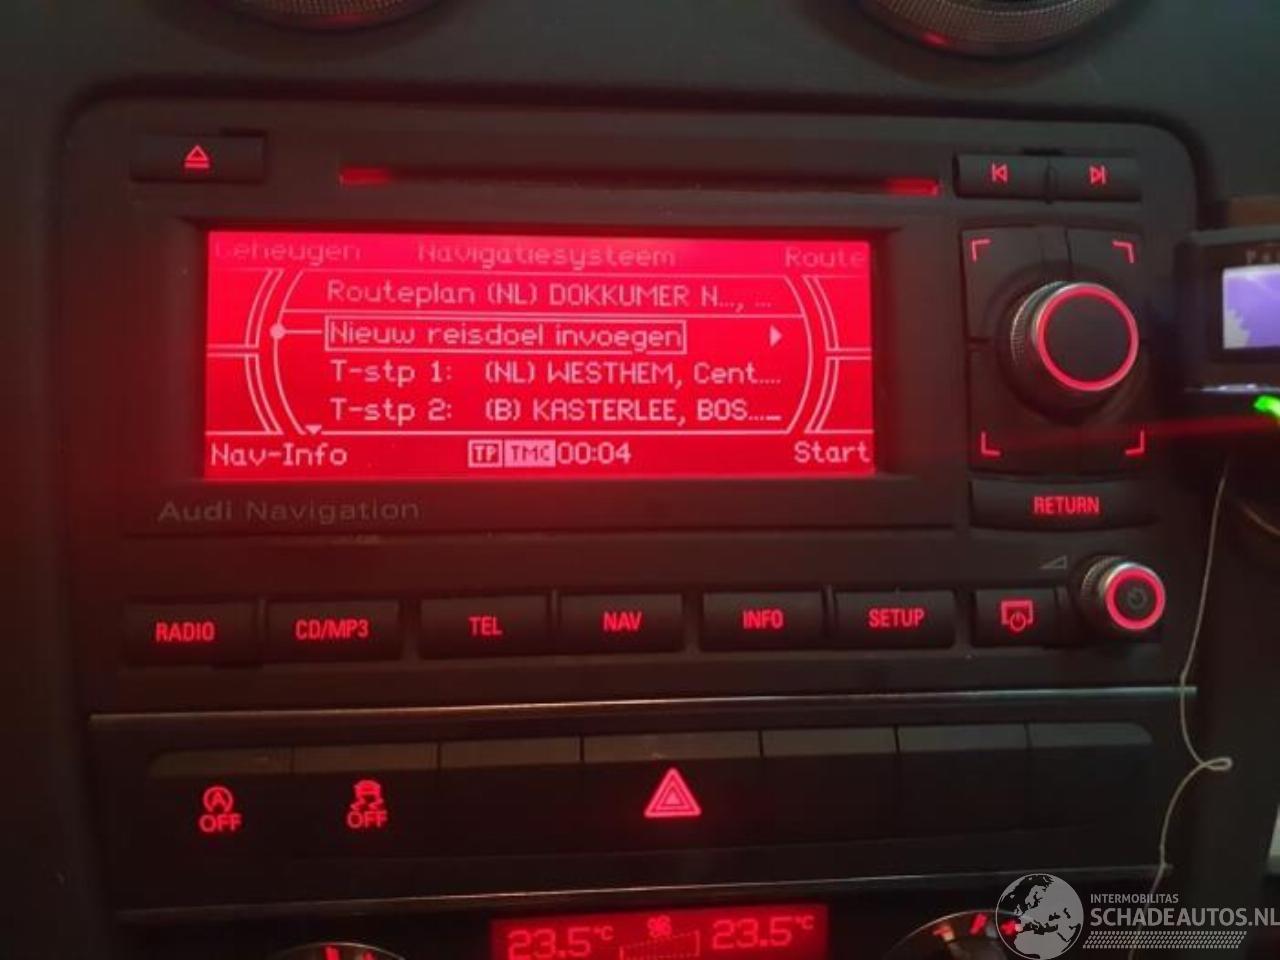 Geheugen Navigatiesysteem Route
Routeplan (NL) DOKKUMER N..., ...
Nieuw reisdoel invoegen
T-stp 1: (NL) WESTHEM, Cent....
T-stp 2: (B) KASTERLEE, BOS...
Nav-Info TP TMC 00:04 Start
Audi Navigation
RETURN
RADIO CD/MP3 TEL NAV INFO SETUP
A OFF OFF
23.5°C 23.5°C
INTERMOBILITAS
SCHADEAUTOS.NL